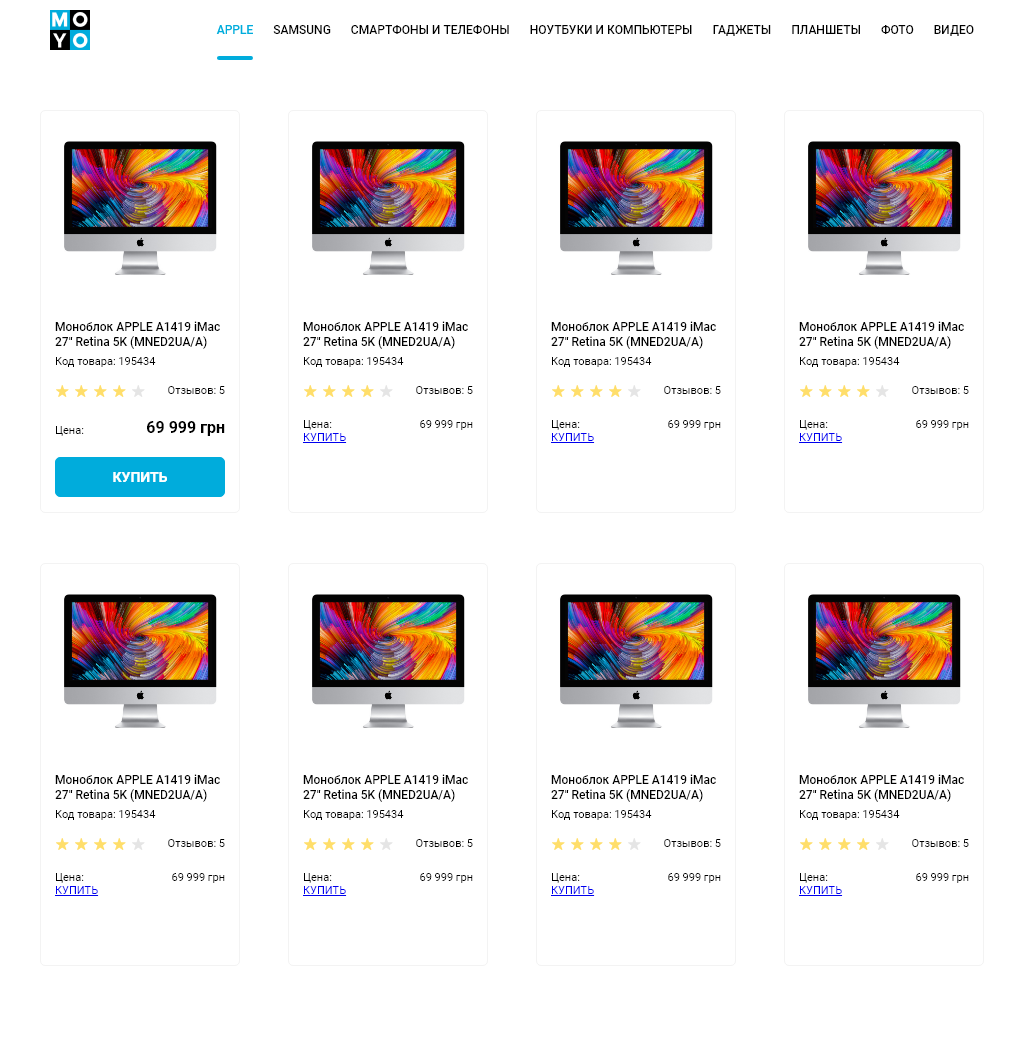 MO
YO
APPLE SAMSUNG СМАРТФОНЫ И ТЕЛЕФОНЫ НОУТБУКИ И КОМПЬЮТЕРЫ ГАДЖЕТЫ ПЛАНШЕТЫ ФОТО ВИДЕО
Моноблок APPLE A1419 iMac
27" Retina 5K (MNED2UA/A)
Код товара: 195434
Отзывов: 5
Цена: 69 999 грн
КУПИТЬ
Моноблок APPLE A1419 iMac
27" Retina 5K (MNED2UA/A)
Код товара: 195434
Отзывов: 5
Цена: 69 999 грн
КУПИТЬ
Моноблок APPLE A1419 iMac
27" Retina 5K (MNED2UA/A)
Код товара: 195434
Отзывов: 5
Цена: 69 999 грн
КУПИТЬ
Моноблок APPLE A1419 iMac
27" Retina 5K (MNED2UA/A)
Код товара: 195434
Отзывов: 5
Цена: 69 999 грн
КУПИТЬ
Моноблок APPLE A1419 iMac
27" Retina 5K (MNED2UA/A)
Код товара: 195434
Отзывов: 5
Цена: 69 999 грн
КУПИТЬ
Моноблок APPLE A1419 iMac
27" Retina 5K (MNED2UA/A)
Код товара: 195434
Отзывов: 5
Цена: 69 999 грн
КУПИТЬ
Моноблок APPLE A1419 iMac
27" Retina 5K (MNED2UA/A)
Код товара: 195434
Отзывов: 5
Цена: 69 999 грн
КУПИТЬ
Моноблок APPLE A1419 iMac
27" Retina 5K (MNED2UA/A)
Код товара: 195434
Отзывов: 5
Цена: 69 999 грн
КУПИТЬ